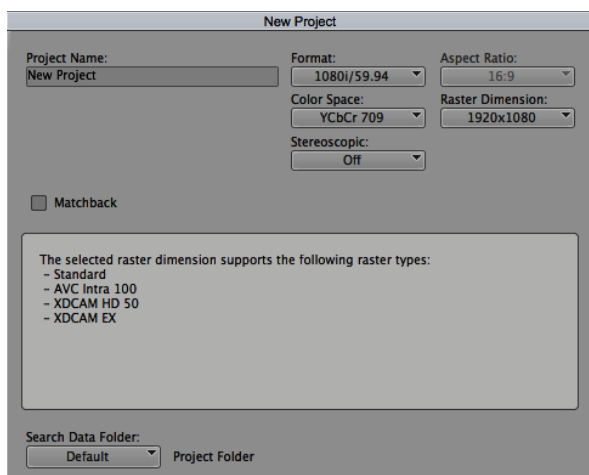 New Project
Project Name:
New Project
Format:
1080i/59.94
Aspect Ratio:
16:9
Color Space:
YCbCr 709
Raster Dimension:
1920x1080
Stereoscopic:
Off
Matchback
The selected raster dimension supports the following raster types:
– Standard
– AVC Intra 100
– XDCAM HD 50
– XDCAM EX
Search Data Folder:
Default
Project Folder